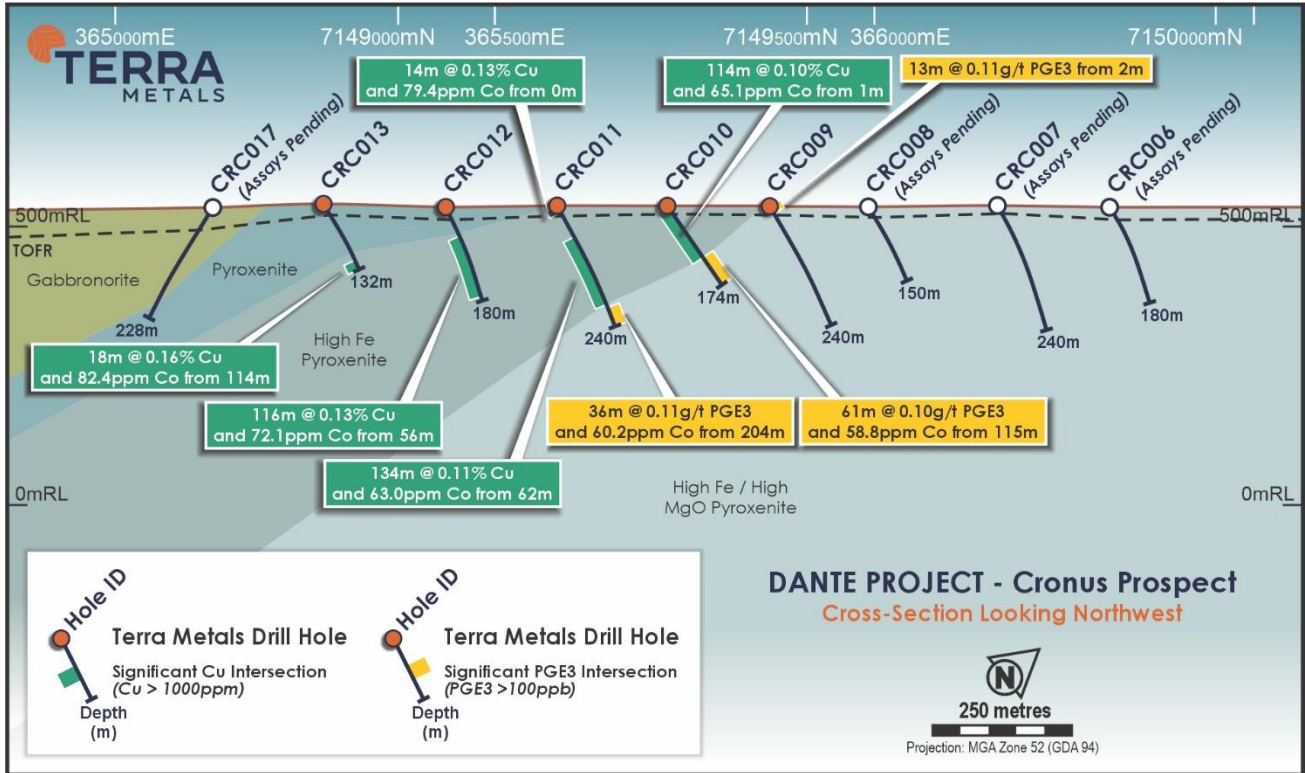 365000mE
7149000mN
365500mE
7149500mN
366000mE
7150000mN
TERRA
METALS
14m @ 0.13% Cu
and 79.4ppm Co from 0m
114m @ 0.10% Cu
and 65.1ppm Co from 1m
13m @ 0.11g/t PGE3 from 2m
CRC017
(Assays Pending)
CRC013
CRC012
CRC011
CRC010
CRC009
CRC008
(Assays Pending)
CRC007
(Assays Pending)
CRC006
(Assays Pending)
500mRL
500mRL
TOFR
Gabbronorite
Pyroxenite
132m
180m
240m
174m
240m
150m
240m
180m
228m
High Fe
Pyroxenite
18m @ 0.16% Cu
and 82.4ppm Co from 114m
116m @ 0.13% Cu
and 72.1ppm Co from 56m
36m @ 0.11g/t PGE3
and 60.2ppm Co from 204m
61m @ 0.10g/t PGE3
and 58.8ppm Co from 115m
134m @ 0.11% Cu
and 63.0ppm Co from 62m
0mRL
High Fe / High
MgO Pyroxenite
0mRL
Hole ID
Terra Metals Drill Hole
Significant Cu Intersection
(Cu > 1000ppm)
Depth
(m)
Hole ID
Terra Metals Drill Hole
Significant PGE3 Intersection
(PGE3 >100ppb)
Depth
(m)
DANTE PROJECT - Cronus Prospect
Cross-Section Looking Northwest
N
250 metres
Projection: MGA Zone 52 (GDA 94)